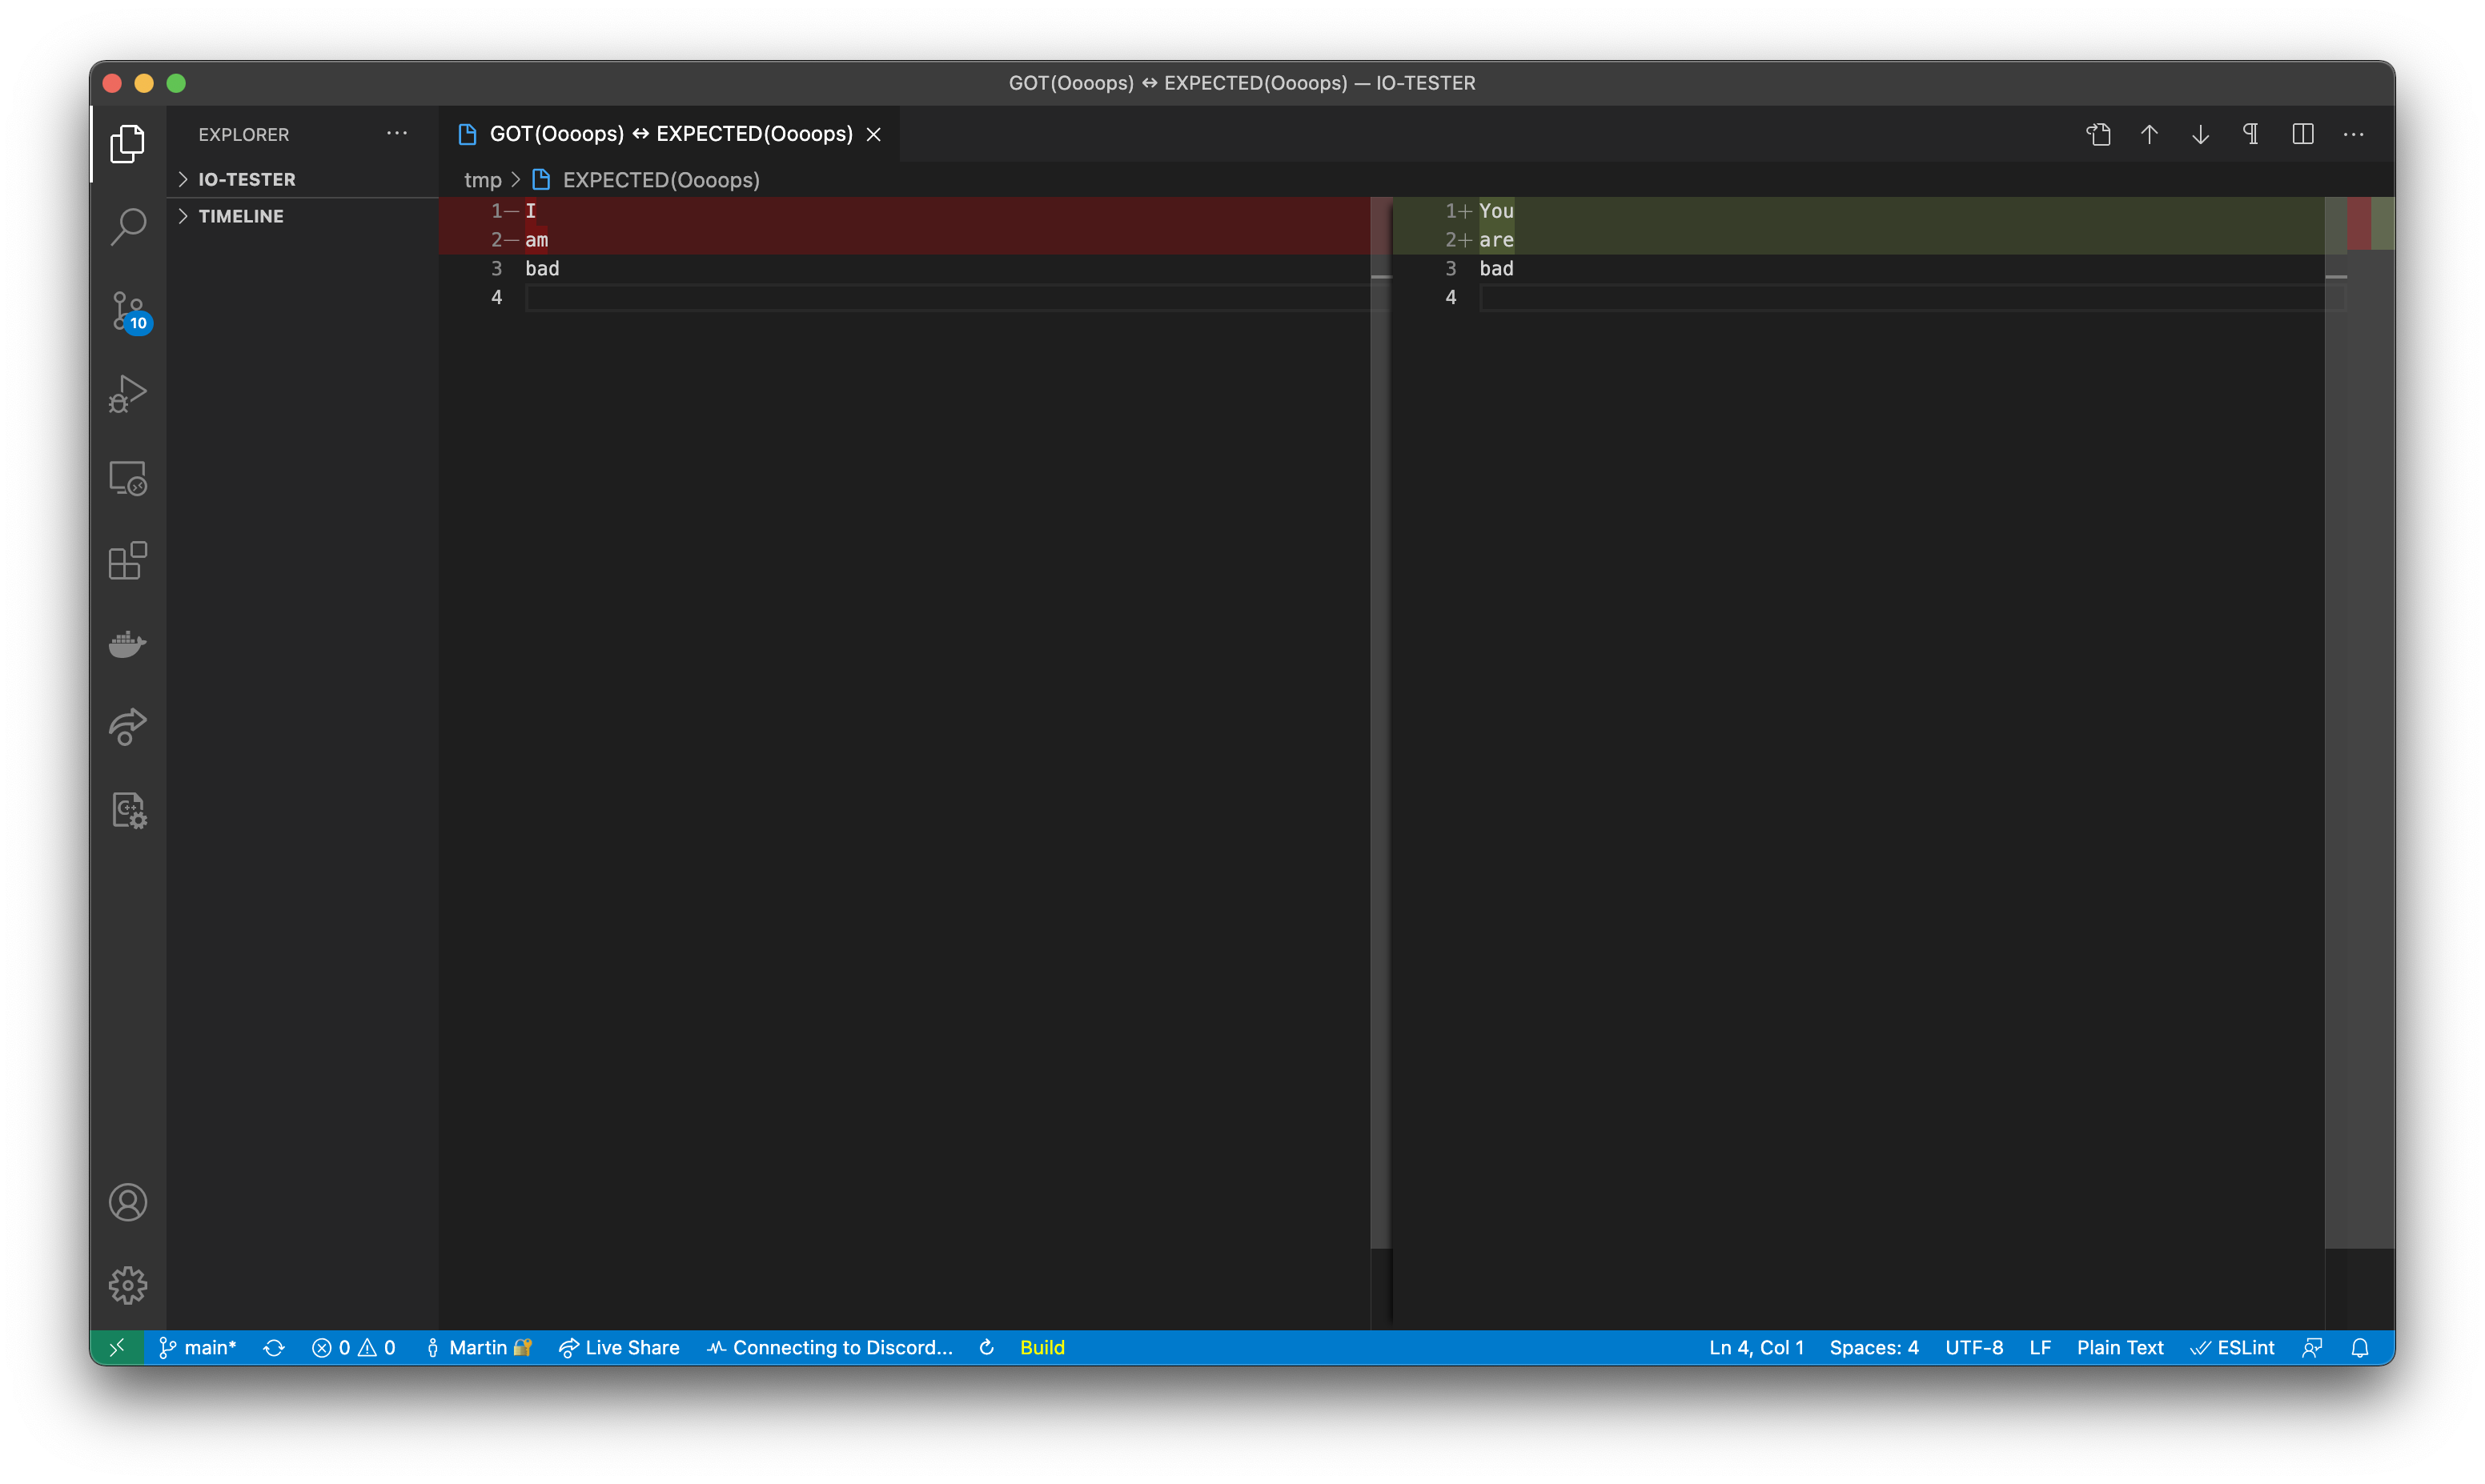 GOT(Oooops) ↔ EXPECTED(Oooops) — IO-TESTER
EXPLORER ···
IO-TESTER
TIMELINE
10
GOT(Oooops) ↔ EXPECTED(Oooops)
tmp > EXPECTED(Oooops)
1— I
2— am
3 bad
4
1+ You
2+ are
3 bad
4
main* 0 0 Martin Live Share Connecting to Discord... Build Ln 4, Col 1 Spaces: 4 UTF-8 LF Plain Text ESLint